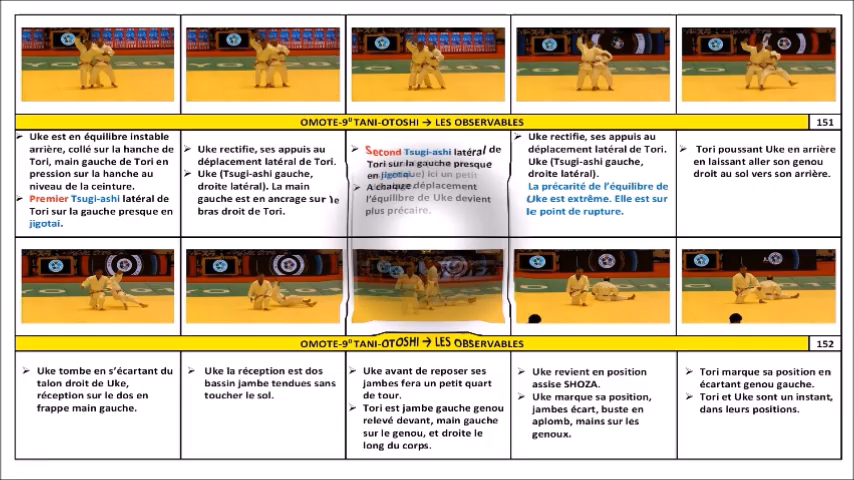 OMOTE-9° TANI-OTOSHI → LES OBSERVABLES 151
➢ Uke est en équilibre instable
arrière, collé sur la hanche de
Tori, main gauche de Tori en
pression sur la hanche au
niveau de la ceinture.
➢ Premier Tsugi-ashi latéral de
Tori sur la gauche presque en
jigotai.
➢ Uke rectifie, ses appuis au
déplacement latéral de Tori.
➢ Uke (Tsugi-ashi gauche,
droite latéral). La main
gauche est en ancrage sur le
bras droit de Tori.
➢ Second Tsugi-ashi latéral de
Tori sur la gauche presque
en jigotai. ici un petit
➢ A chaque déplacement
l'équilibre de Uke devient
plus précaire.
➢ Uke rectifie, ses appuis au
déplacement latéral de Tori.
Uke (Tsugi-ashi gauche,
droite latéral).
La précarité de l'équilibre de
Uke est extrême. Elle est sur
le point de rupture.
➢ Tori poussant Uke en arrière
en laissant aller son genou
droit au sol vers son arrière.
OMOTE-9° TANI-OTOSHI → LES OBSERVABLES 152
➢ Uke tombe en s'écartant du
talon droit de Uke,
réception sur le dos en
frappe main gauche.
➢ Uke la réception est dos
bassin jambe tendues sans
toucher le sol.
➢ Uke avant de reposer ses
jambes fera un petit quart
de tour.
➢ Tori est jambe gauche genou
relevé devant, main gauche
sur le genou, et droite le
long du corps.
➢ Uke revient en position
assise SHOZA.
➢ Uke marque sa position,
jambes écart, buste en
aplomb, mains sur les
genoux.
➢ Tori marque sa position en
écartant genou gauche.
➢ Tori et Uke sont un instant,
dans leurs positions.